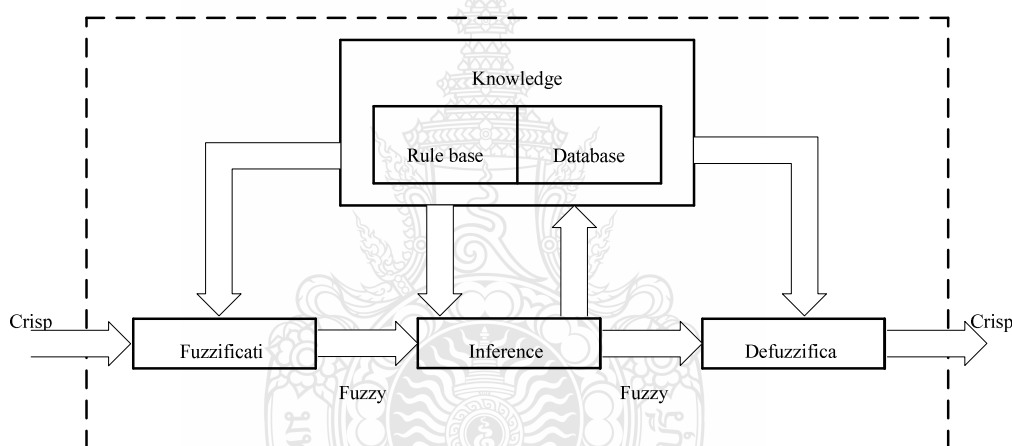 Knowledge
Rule base
Database
Crisp
Crisp
Fuzzificati
Inference
Defuzzifica
Fuzzy
Fuzzy